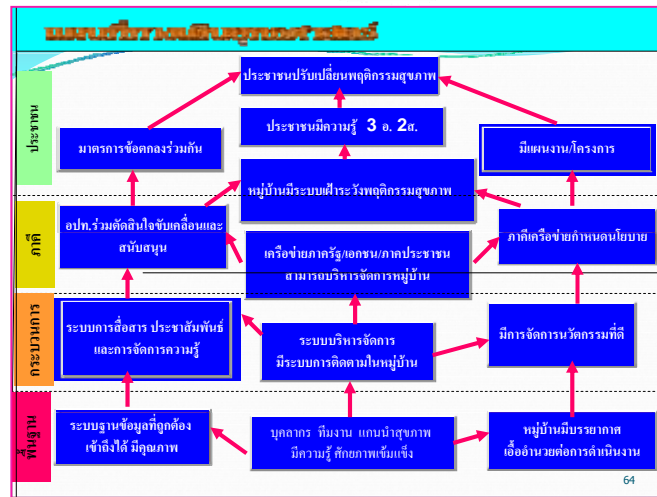 ประชาชนปรับเปลี่ยนพฤติกรรมสุขภาพ
ประชาชน
ประชาชนมีความรู้ 3 อ. 2ส.
มาตรการข้อตกลงร่วมกัน
มีแผนงาน/โครงการ
หมู่บ้านมีระบบเฝ้าระวังพฤติกรรมสุขภาพ
ภาคี
อปท.ร่วมตัดสินใจขับเคลื่อนและ
สนับสนุน
เครือข่ายภาครัฐ/เอกชน/ภาคประชาชน
สามารถบริหารจัดการหมู่บ้าน
ภาคีเครือข่ายกำหนดนโยบาย
กระบวนการ
ระบบการสื่อสาร ประชาสัมพันธ์
และการจัดการความรู้
ระบบบริหารจัดการ
มีระบบการติดตามในหมู่บ้าน
มีการจัดการนวัตกรรมที่ดี
พื้นฐาน
ระบบฐานข้อมูลที่ถูกต้อง
เข้าถึงได้ มีคุณภาพ
บุคลากร ทีมงาน แกนนำสุขภาพ
มีความรู้ ศักยภาพเข้มแข็ง
หมู่บ้านมีบรรยากาศ
เอื้ออำนวยต่อการดำเนินงาน
64